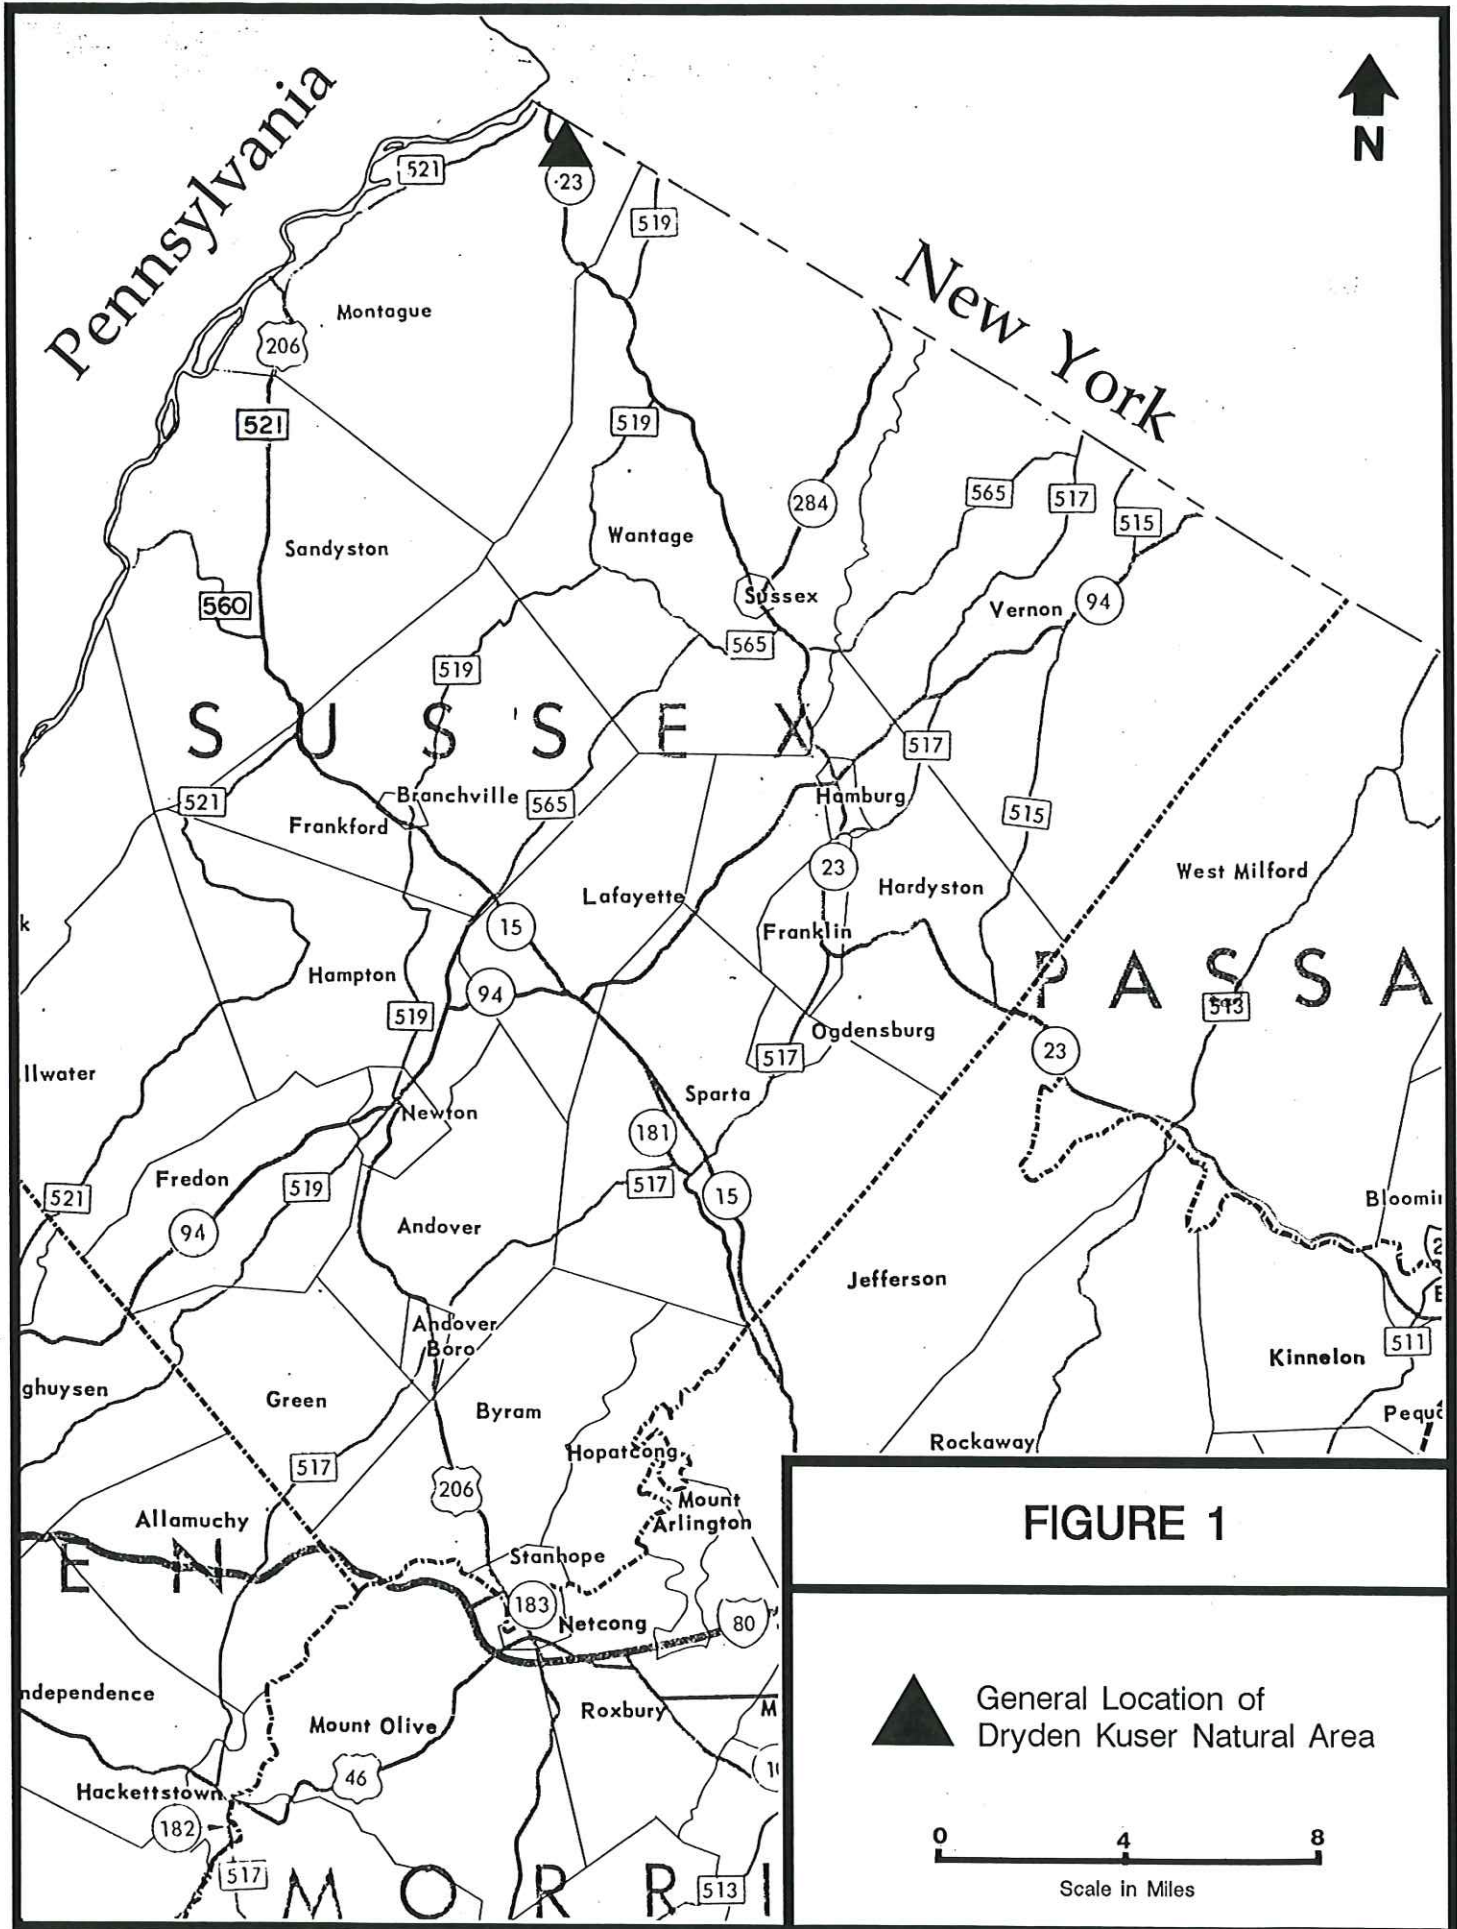 N
Pennsylvania
521
23
519
New York
Montague
206
521
519
284
565
517
515
Wantage
Sandyston
560
Sussex
Vernon
94
565
519
SUSSEX
517
521
Branchville
565
Hamburg
515
Frankford
23
West Milford
Lafayette
Hardyston
k
15
Franklin
PASSA
Hampton
94
513
519
Ogdensburg
23
517
llwater
Sparta
Newton
181
Fredon
519
517
15
521
Bloomin
94
Andover
Jefferson
Andover
Boro
511
Kinnelon
ghuysen
Green
Byram
Pequ
Hopatcong
Rockaway
517
206
Mount
Arlington
Allamuchy
EN
Stanhope
183
Netcong
80
ndependence
Roxbury
M
Mount Olive
46
Hackettstown
182
517
MORRI
513
FIGURE 1
General Location of
Dryden Kuser Natural Area
0 4 8
Scale in Miles